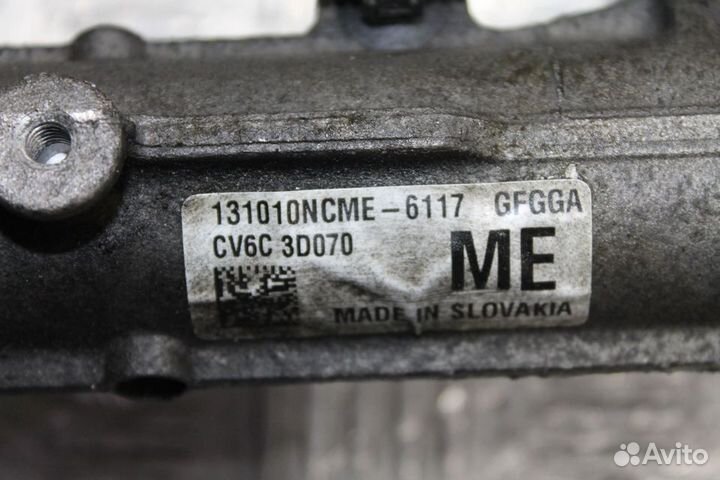 131010NCME-6117 GFGGA
CV6C 3D070
ME
MADE IN SLOVAKIA
Avito